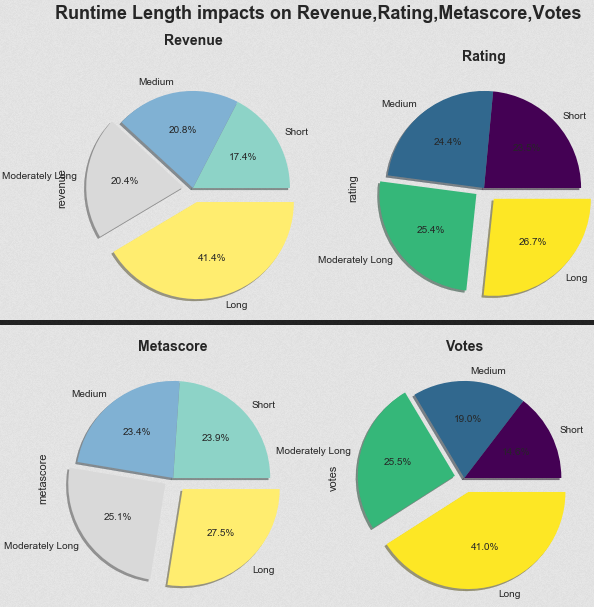 Runtime Length impacts on Revenue,Rating,Metascore,Votes
Revenue
Rating
Medium
Short
20.8%
17.4%
Moderately Long
revenue
20.4%
41.4%
Long
Medium
Short
24.4%
rating
25.4%
26.7%
Moderately Long
Long
Metascore
Votes
Medium
Short
23.4%
23.9%
metascore
25.1%
27.5%
Moderately Long
Long
Medium
Short
19.0%
Moderately Long
25.5%
votes
41.0%
Long